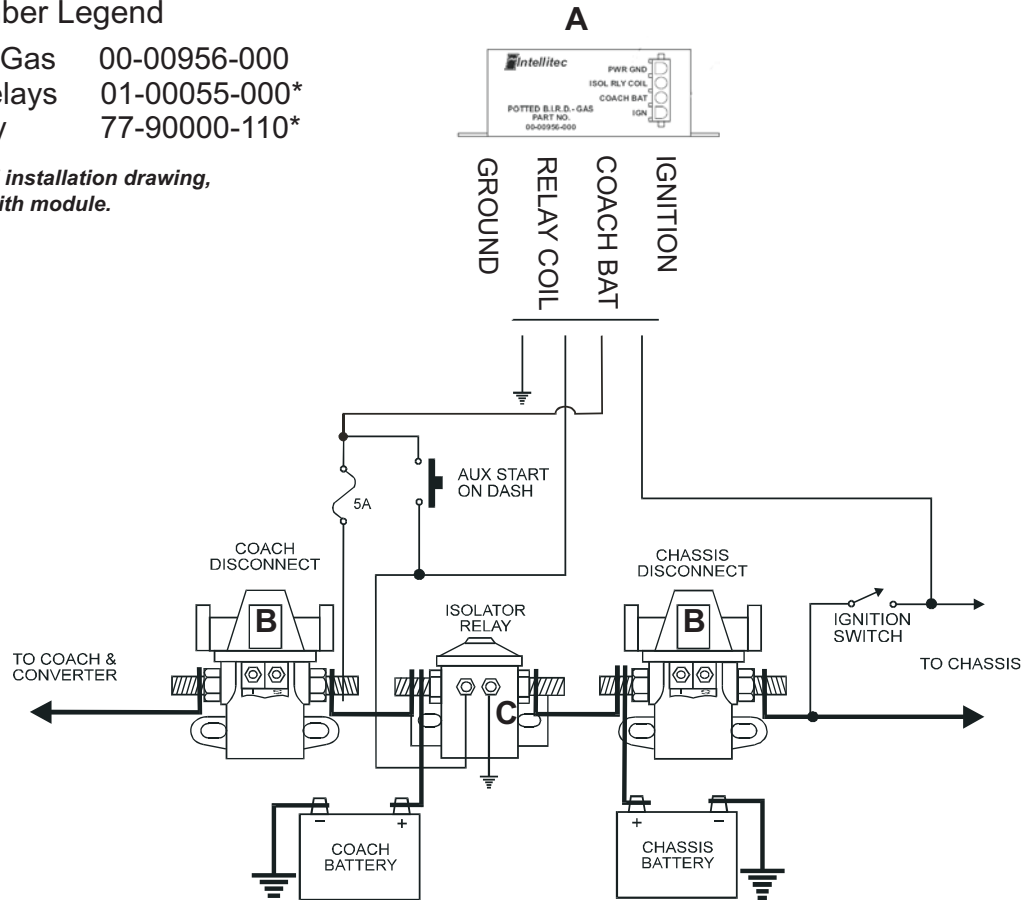 ber Legend
Gas 00-00956-000
elays 01-00055-000*
y 77-90000-110*
installation drawing,
ith module.
A
Intellitec
PWR GND
ISOL RLY COIL
COACH BAT
IGN
POTTED B.I.R.D.- GAS
PART NO.
00-00956-000
GROUND
RELAY COIL
COACH BAT
IGNITION
AUX START
ON DASH
5A
COACH
DISCONNECT
B
ISOLATOR
RELAY
C
CHASSIS
DISCONNECT
B
IGNITION
SWITCH
TO COACH &
CONVERTER
TO CHASSIS
- +
COACH
BATTERY
+ -
CHASSIS
BATTERY